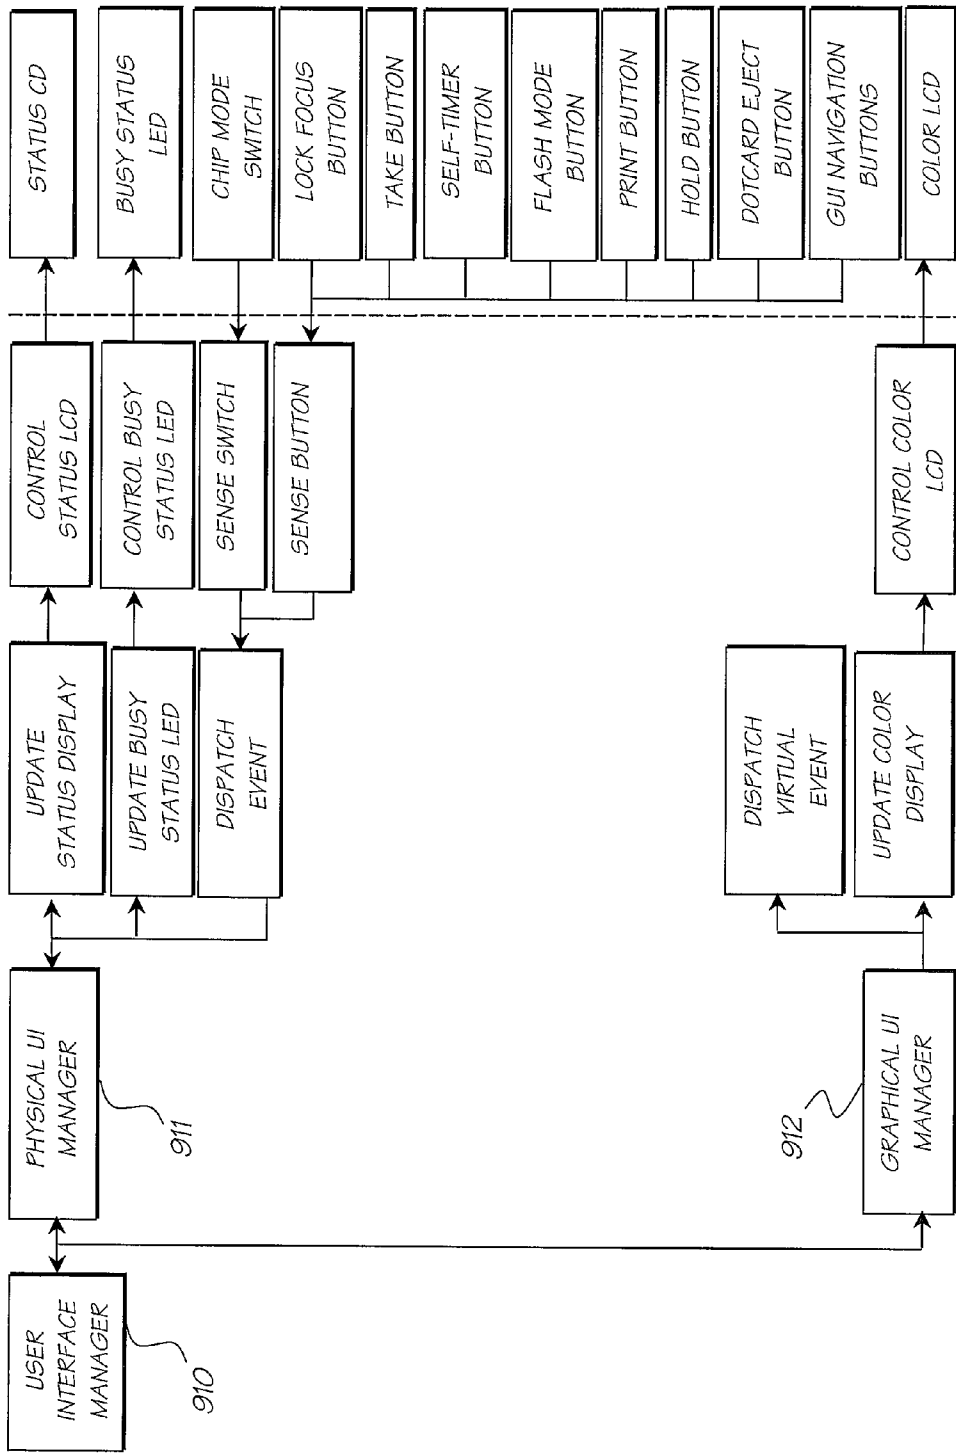 USER
INTERFACE
MANAGER
910
PHYSICAL UI
MANAGER
911
UPDATE
STATUS DISPLAY
UPDATE BUSY
STATUS LED
DISPATCH
EVENT
CONTROL
STATUS LCD
CONTROL BUSY
STATUS LED
SENSE SWITCH
SENSE BUTTON
STATUS CD
BUSY STATUS
LED
CHIP MODE
SWITCH
LOCK FOCUS
BUTTON
TAKE BUTTON
SELF-TIMER
BUTTON
FLASH MODE
BUTTON
PRINT BUTTON
HOLD BUTTON
DOTCARD EJECT
BUTTON
GUI NAVIGATION
BUTTONS
COLOR LCD
912
GRAPHICAL UI
MANAGER
DISPATCH
VIRTUAL
EVENT
UPDATE COLOR
DISPLAY
CONTROL COLOR
LCD